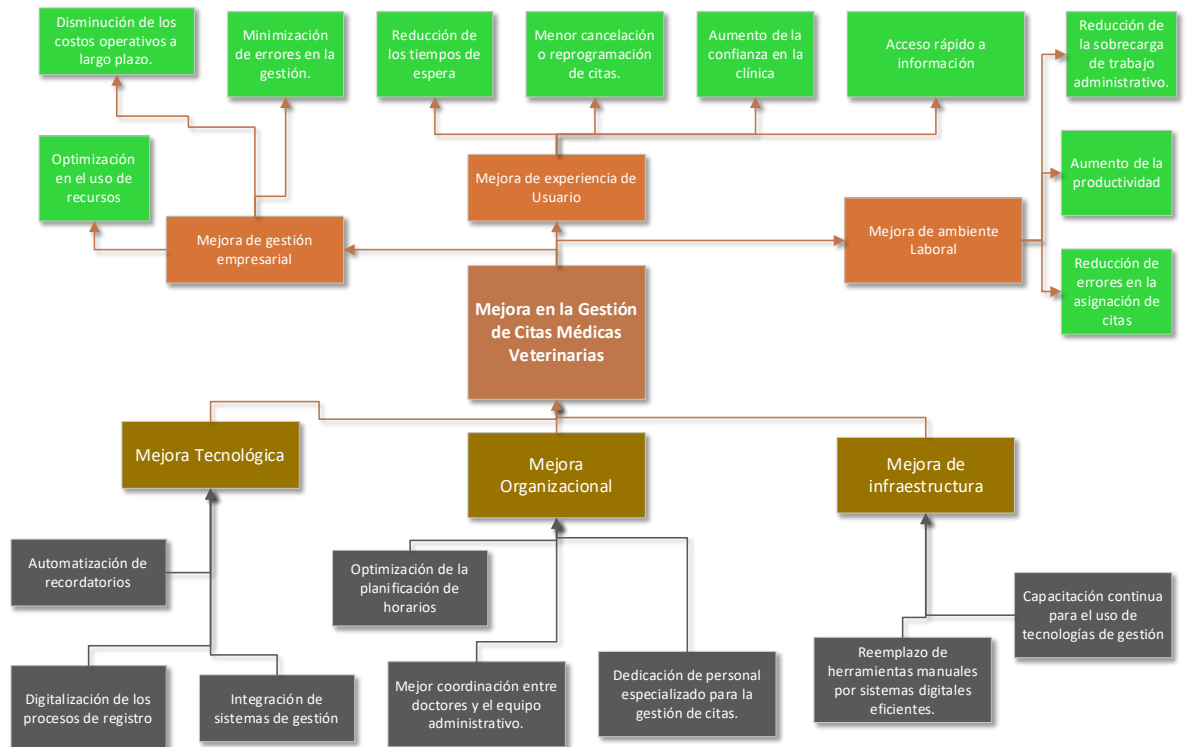 Disminución de los
costos operativos a
largo plazo.
Minimización
de errores en la
gestión.
Reducción de
los tiempos de
espera
Menor cancelación
o reprogramación
de citas.
Aumento de la
confianza en la
clínica
Acceso rápido a
información
Reducción de
la sobrecarga
de trabajo
administrativo.
Optimización
en el uso de
recursos
Mejora de experiencia de
Usuario
Aumento de la
productividad
Mejora de gestión
empresarial
Mejora de ambiente
Laboral
Reducción de
errores en la
asignación de
citas
Mejora en la Gestión
de Citas Médicas
Veterinarias
Mejora Tecnológica
Mejora
Organizacional
Mejora de
infraestructura
Automatización de
recordatorios
Optimización de la
planificación de
horarios
Capacitación continua
para el uso de
tecnologías de gestión
Digitalización de los
procesos de registro
Integración de
sistemas de gestión
Mejor coordinación entre
doctores y el equipo
administrativo.
Dedicación de personal
especializado para la
gestión de citas.
Reemplazo de
herramientas manuales
por sistemas digitales
eficientes.